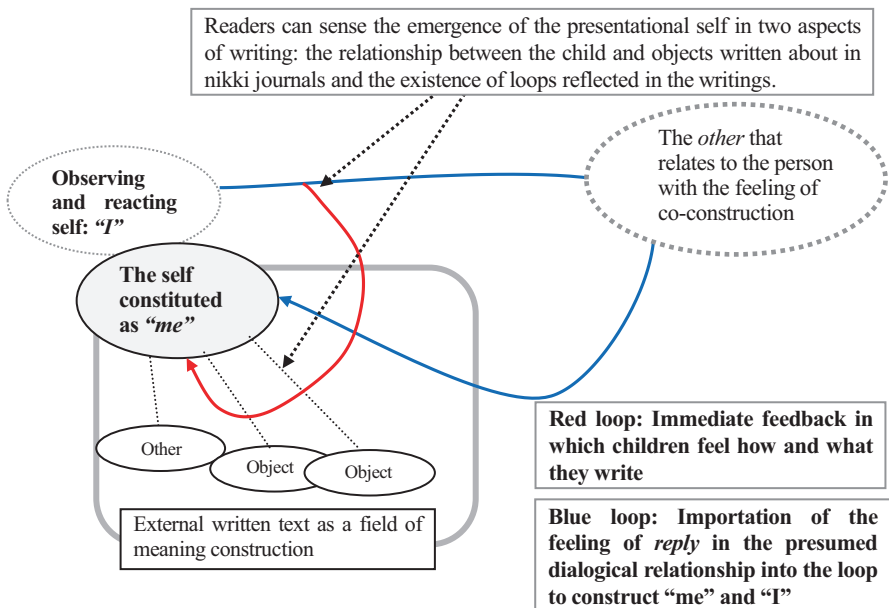 Readers can sense the emergence of the presentational self in two aspects
of writing: the relationship between the child and objects written about in
nikki journals and the existence of loops reflected in the writings.
Observing
and reacting
self: “I”
The other that
relates to the person
with the feeling of
co-construction
The self
constituted
as “me”
Other
Object
Object
External written text as a field of
meaning construction
Red loop: Immediate feedback in
which children feel how and what
they write
Blue loop: Importation of the
feeling of reply in the presumed
dialogical relationship into the loop
to construct “me” and “I”